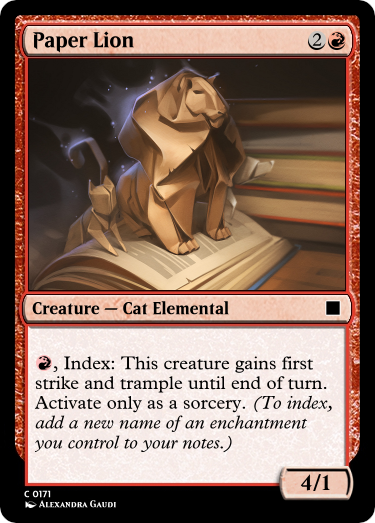 Paper Lion 2
Creature — Cat Elemental
, Index: This creature gains first
strike and trample until end of turn.
Activate only as a sorcery. (To index,
add a new name of an enchantment
you control to your notes.)
4/1
C 0171
Alexandra Gaudi